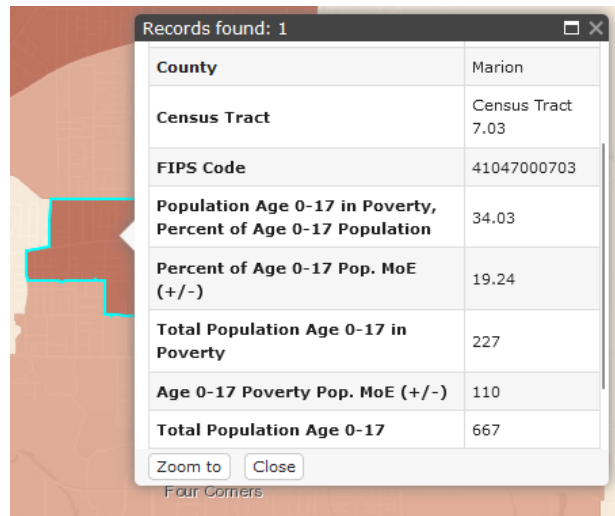 Records found: 1
County Marion
Census Tract Census Tract
7.03
FIPS Code 41047000703
Population Age 0-17 in Poverty,
Percent of Age 0-17 Population 34.03
Percent of Age 0-17 Pop. MoE
(+/-) 19.24
Total Population Age 0-17 in
Poverty 227
Age 0-17 Poverty Pop. MoE (+/-) 110
Total Population Age 0-17 667
Zoom to Close
Four Corners